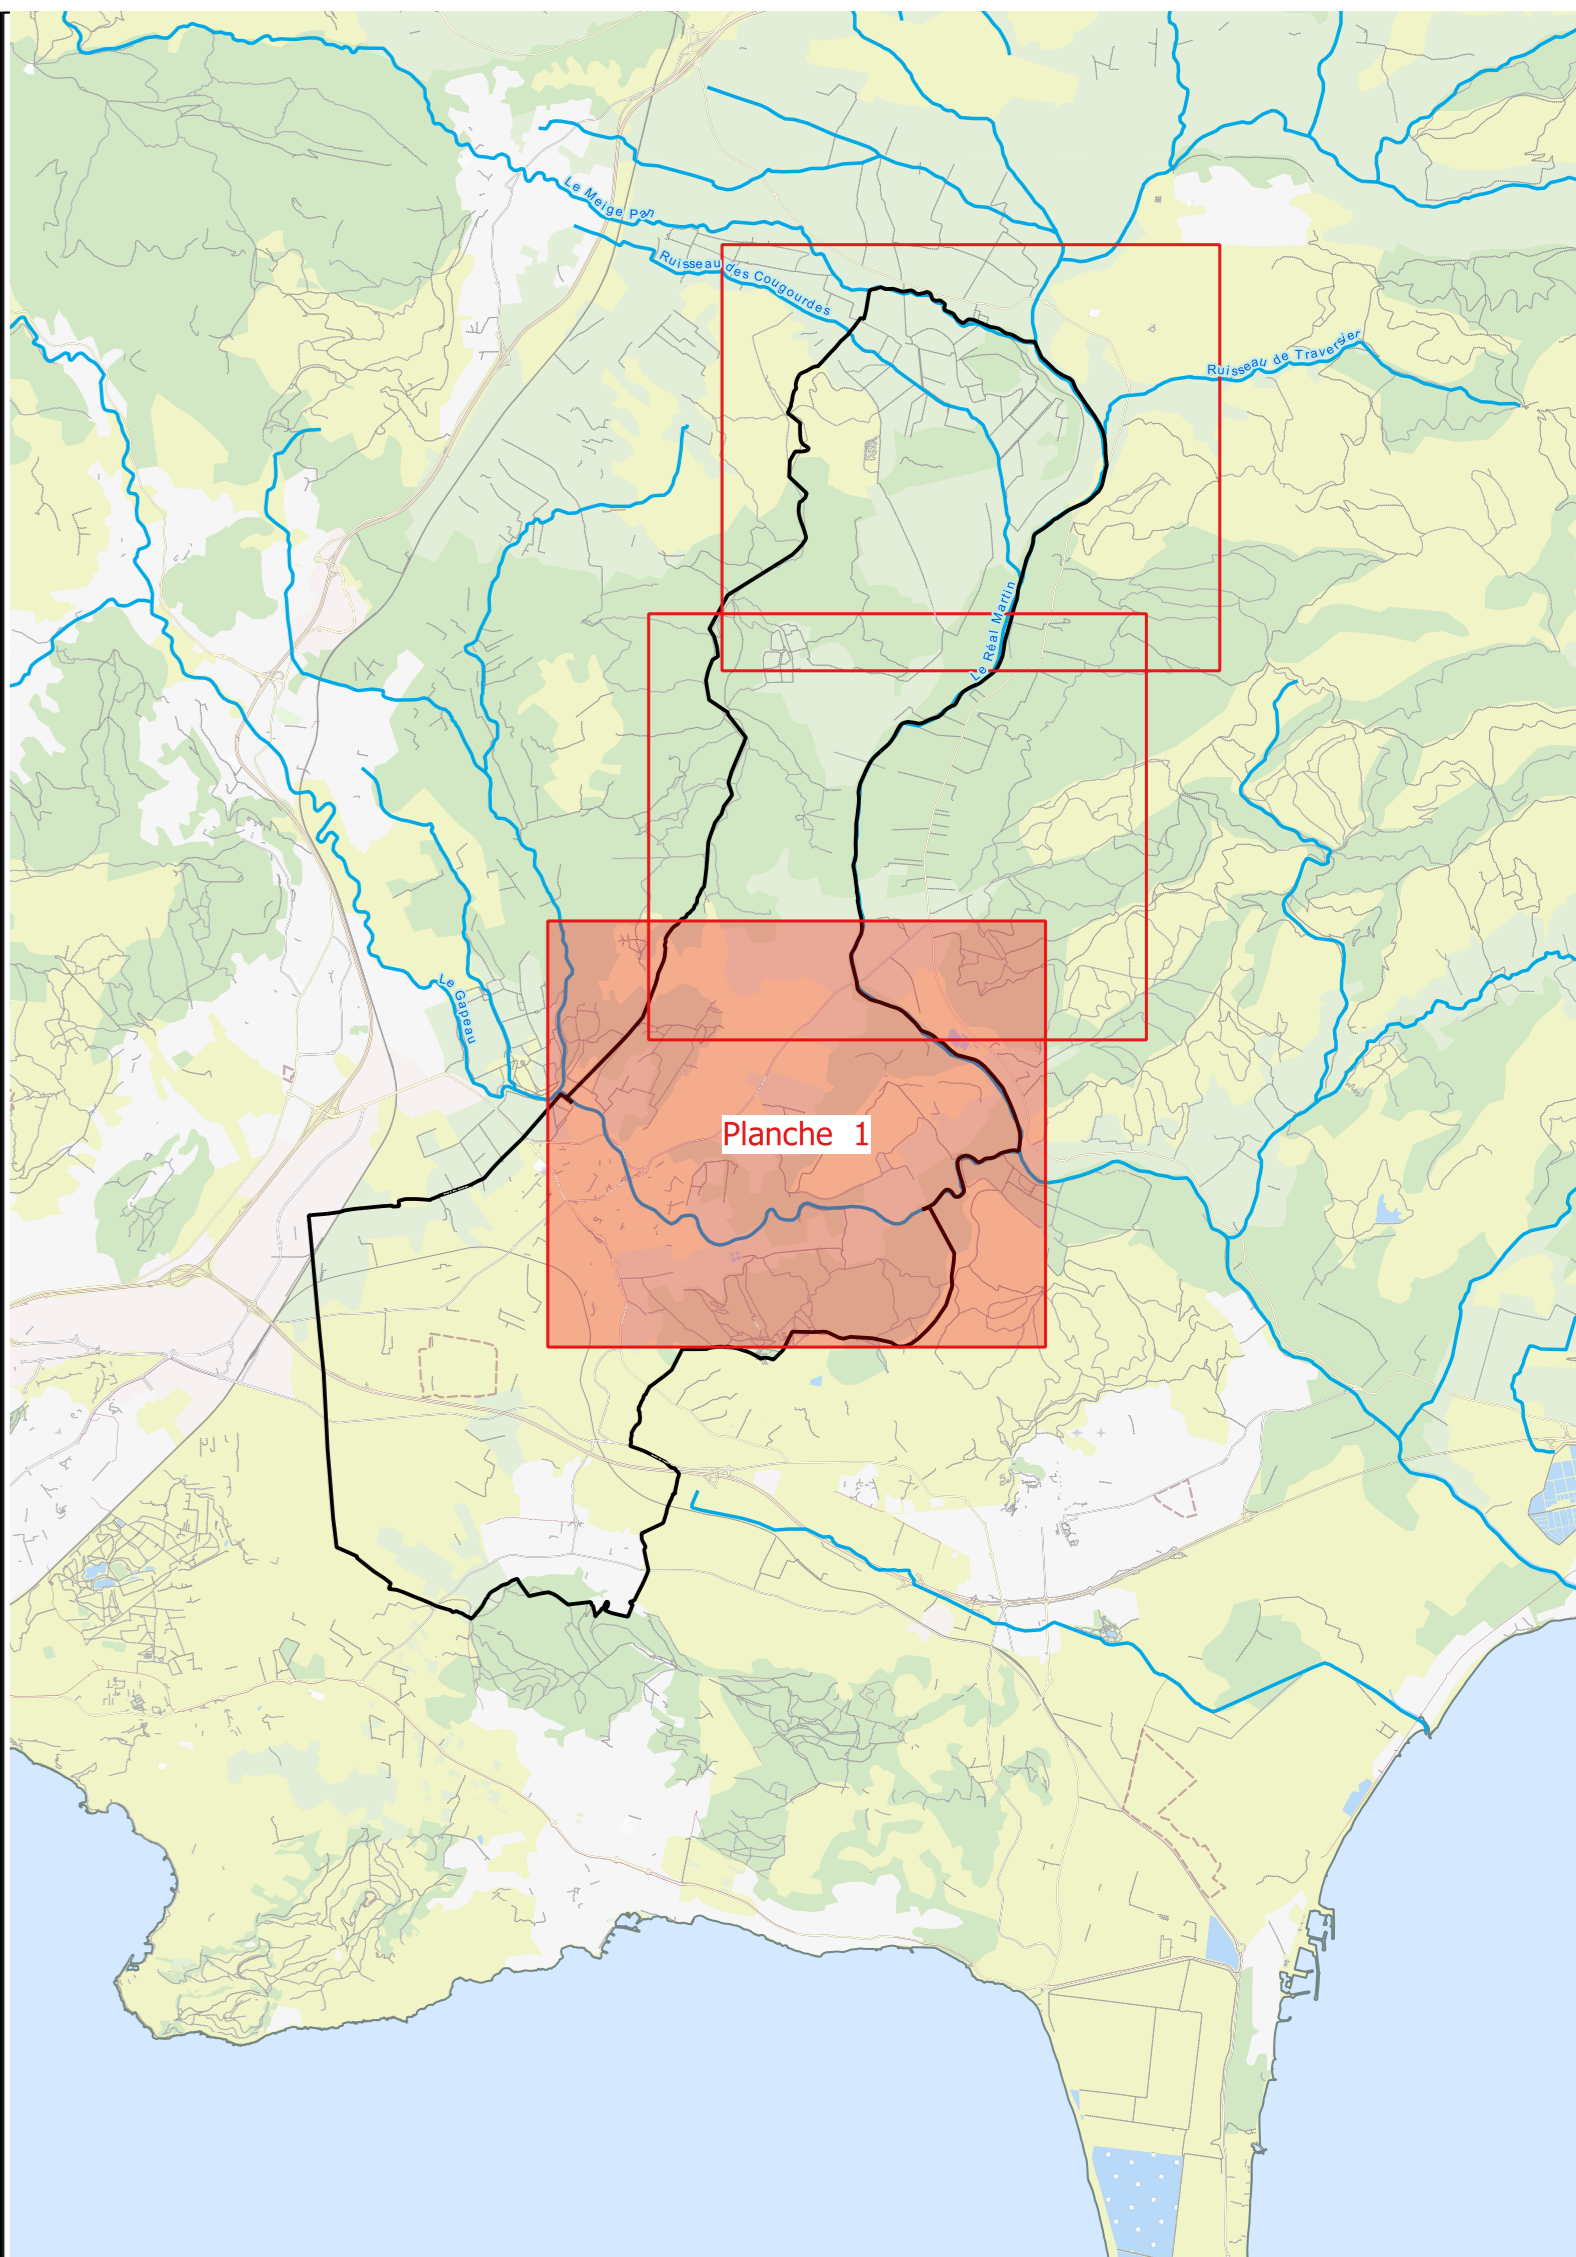 Le Meige Pan
Ruisseau des Cougourdes
Ruisseau de Traversier
Le Réal Martin
Le Gapeau
Planche 1